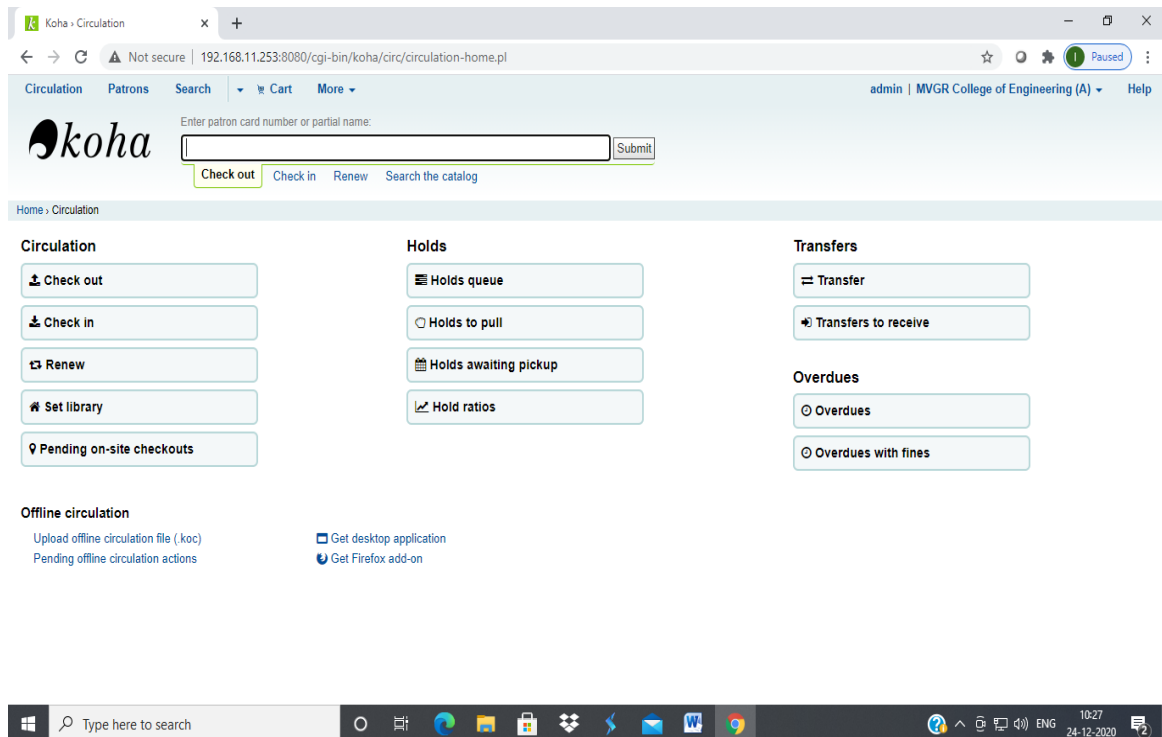 Koha › Circulation
Not secure | 192.168.11.253:8080/cgi-bin/koha/circ/circulation-home.pl Paused
Circulation Patrons Search Cart More admin | MVGR College of Engineering (A) Help
koha
Enter patron card number or partial name:
Submit
Check out Check in Renew Search the catalog
Home › Circulation
Circulation
Check out
Check in
Renew
Set library
Pending on-site checkouts
Holds
Holds queue
Holds to pull
Holds awaiting pickup
Hold ratios
Transfers
Transfer
Transfers to receive
Overdues
Overdues
Overdues with fines
Offline circulation
Upload offline circulation file (.koc)
Pending offline circulation actions
Get desktop application
Get Firefox add-on
Type here to search
ENG
10:27
24-12-2020
2